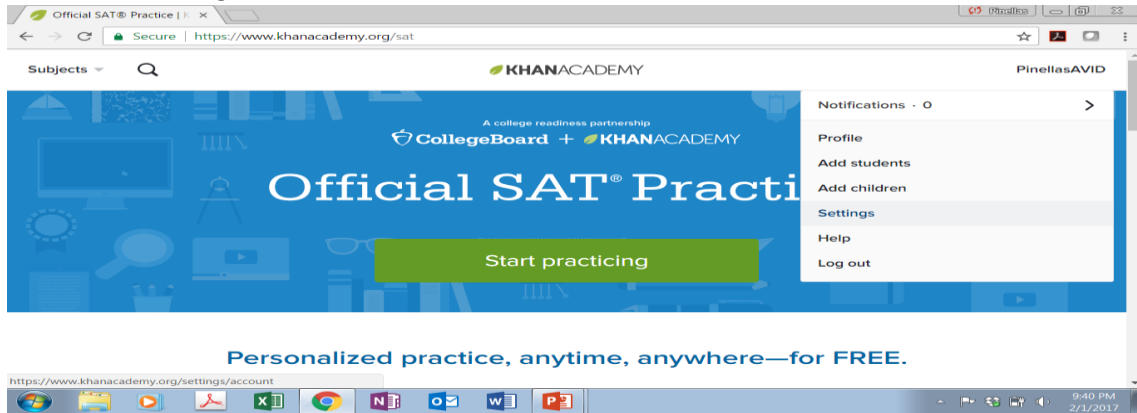 Official SAT® Practice | K
Pinellas
Secure | https://www.khanacademy.org/sat
Subjects
KHANACADEMY
PinellasAVID
Notifications · 0
Profile
Add students
Add children
Settings
Help
Log out
A college readiness partnership
CollegeBoard + KHANACADEMY
Official SAT® Practi
Start practicing
Personalized practice, anytime, anywhere—for FREE.
https://www.khanacademy.org/settings/account
9:40 PM
2/1/2017